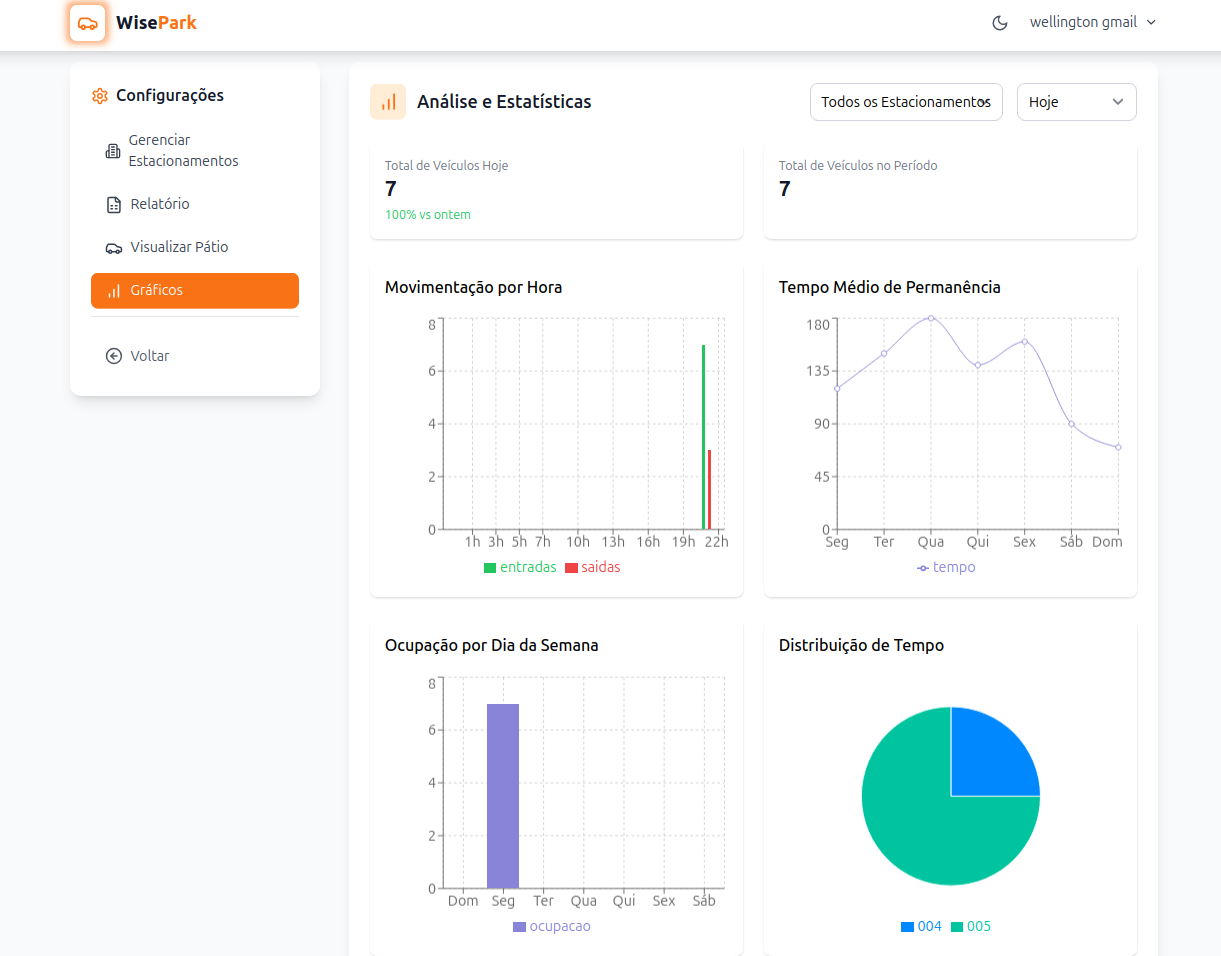 WisePark
wellington gmail
Configurações
Gerenciar
Estacionamentos
Relatório
Visualizar Pátio
Gráficos
Voltar
Análise e Estatísticas
Todos os Estacionamentos
Hoje
Total de Veículos Hoje
7
100% vs ontem
Total de Veículos no Período
7
Movimentação por Hora
8
6
4
2
0
1h 3h 5h 7h 10h 13h 16h 19h 22h
entradas saidas
Tempo Médio de Permanência
180
135
90
45
0
Seg Ter Qua Qui Sex Sáb Dom
tempo
Ocupação por Dia da Semana
8
6
4
2
0
Dom Seg Ter Qua Qui Sex Sáb
ocupacao
Distribuição de Tempo
004 005